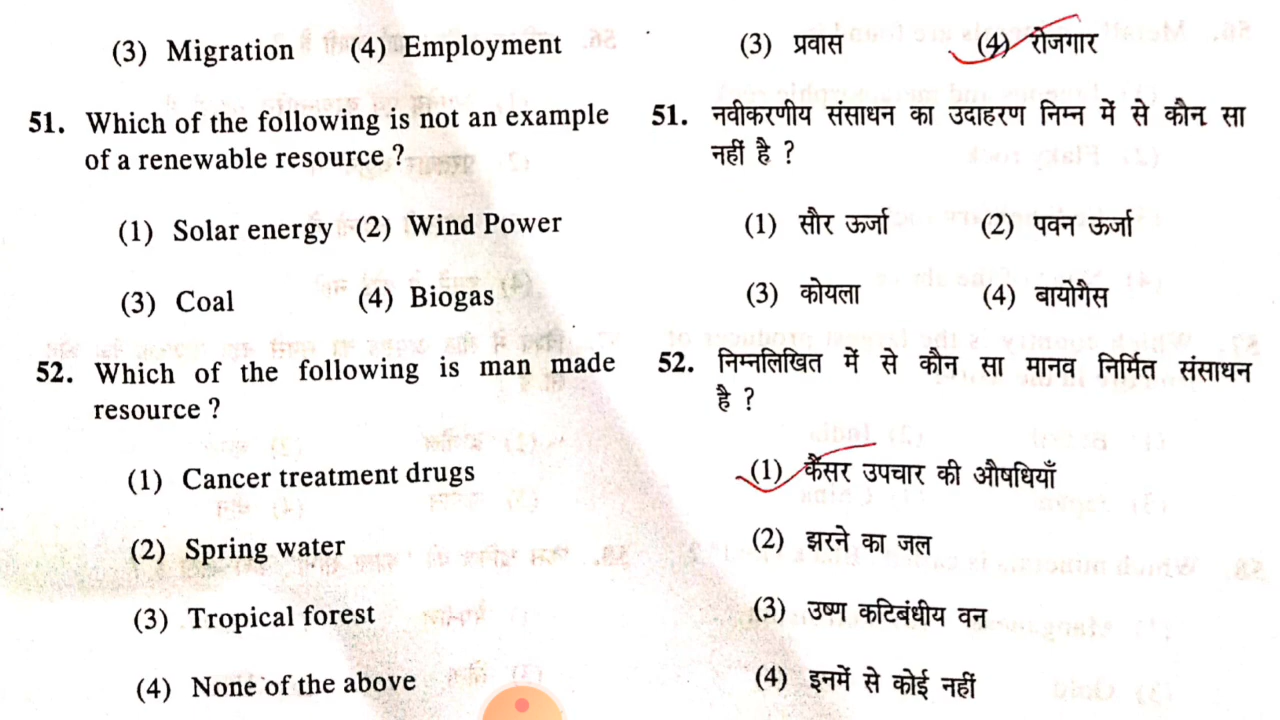 (3) Migration (4) Employment
51. Which of the following is not an example
of a renewable resource ?
(1) Solar energy (2) Wind Power
(3) Coal (4) Biogas
52. Which of the following is man made
resource ?
(1) Cancer treatment drugs
(2) Spring water
(3) Tropical forest
(4) None of the above
(3) प्रवास (4) रोजगार
51. नवीकरणीय संसाधन का उदाहरण निम्न में से कौन सा
नहीं है ?
(1) सौर ऊर्जा (2) पवन ऊर्जा
(3) कोयला (4) बायोगैस
52. निम्नलिखित में से कौन सा मानव निर्मित संसाधन
है ?
(1) कैंसर उपचार की औषधियाँ
(2) झरने का जल
(3) उष्ण कटिबंधीय वन
(4) इनमें से कोई नहीं